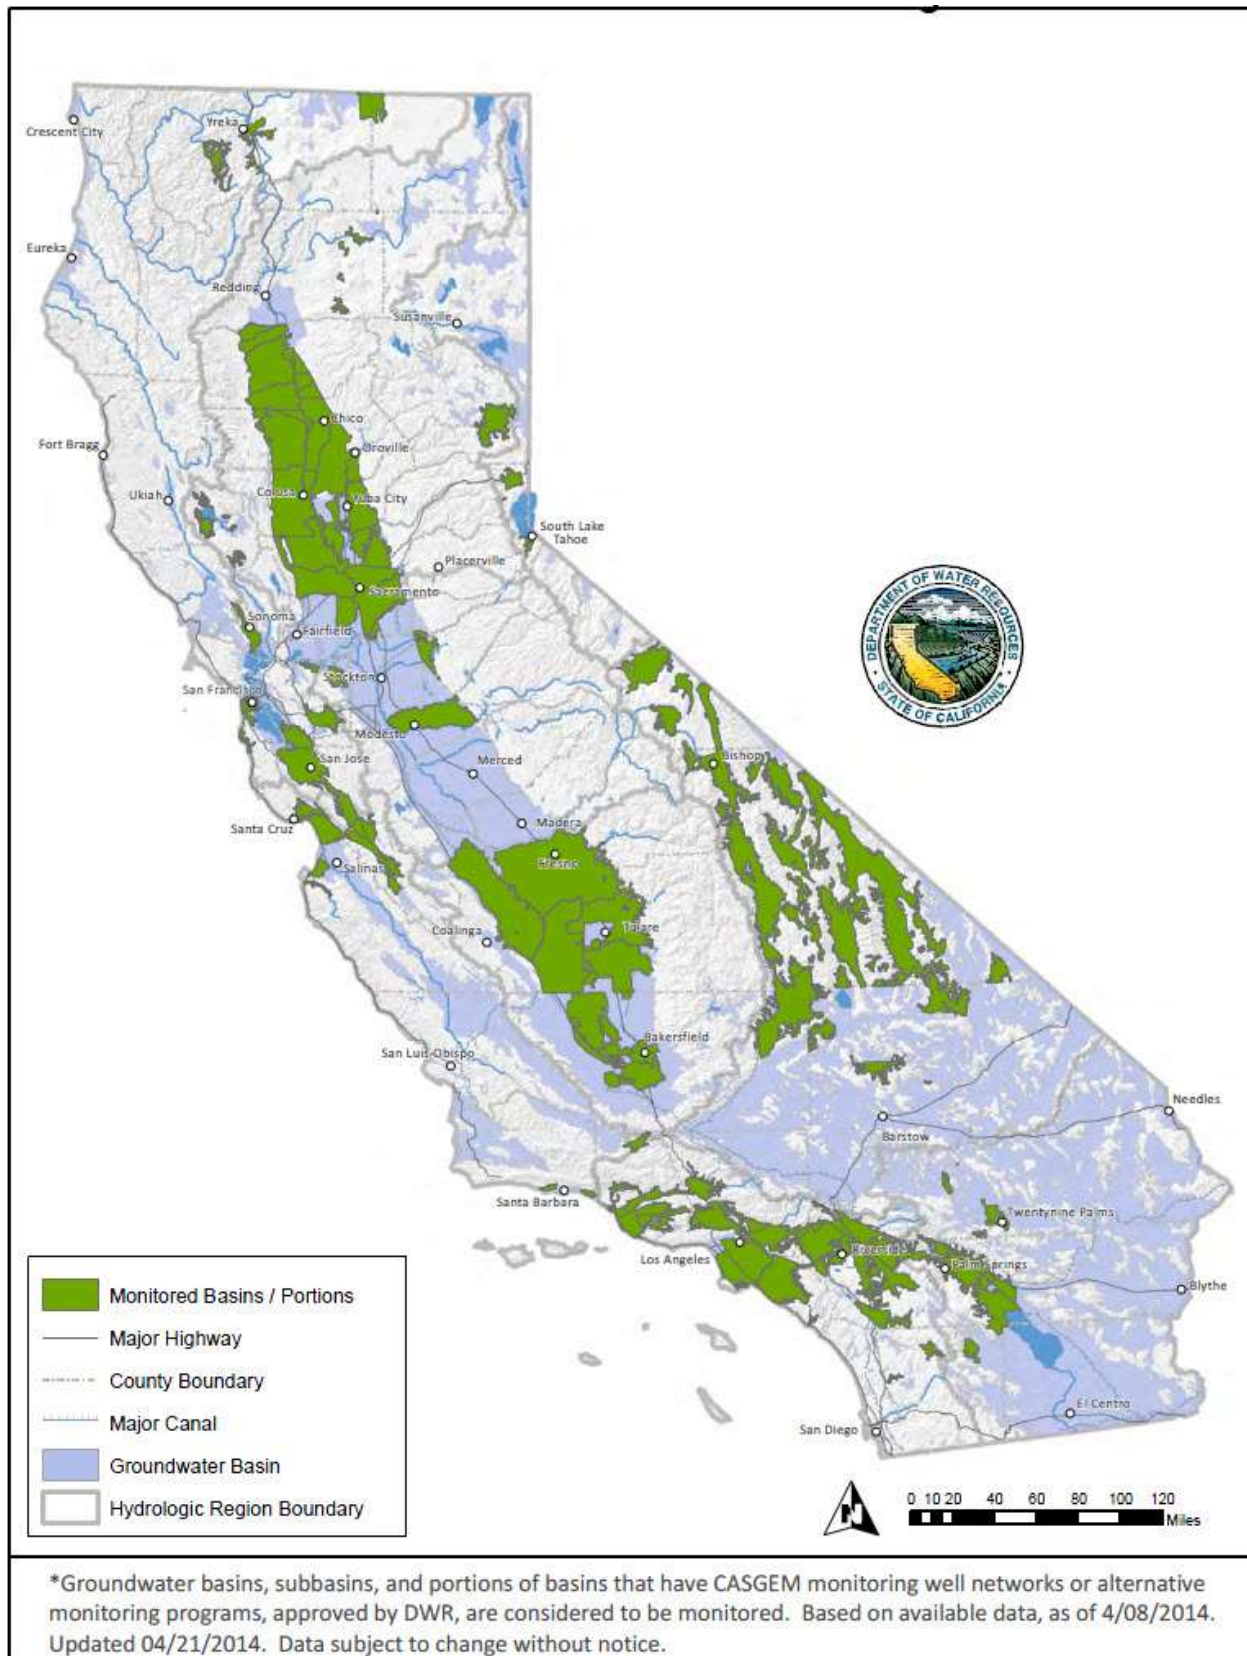 Crescent City
Yreka
Eureka
Redding
Susanville
Chico
Fort Bragg
Oroville
Ukiah
Colusa
Yuba City
South Lake
Tahoe
Placerville
Sacramento
Sonoma
Fairfield
DEPARTMENT OF WATER RESOURCES
STATE OF CALIFORNIA
Stockton
San Francisco
Modesto
Bishop
San Jose
Merced
Santa Cruz
Madera
Fresno
Salinas
Coalinga
Tulare
Bakersfield
San Luis Obispo
Needles
Barstow
Santa Barbara
Twentynine Palms
Los Angeles
Riverside
Palm Springs
Blythe
El Centro
San Diego
Monitored Basins / Portions
Major Highway
County Boundary
Major Canal
Groundwater Basin
Hydrologic Region Boundary
N
0 10 20 40 60 80 100 120
Miles
*Groundwater basins, subbasins, and portions of basins that have CASGEM monitoring well networks or alternative
monitoring programs, approved by DWR, are considered to be monitored.  Based on available data, as of 4/08/2014.
Updated 04/21/2014.  Data subject to change without notice.